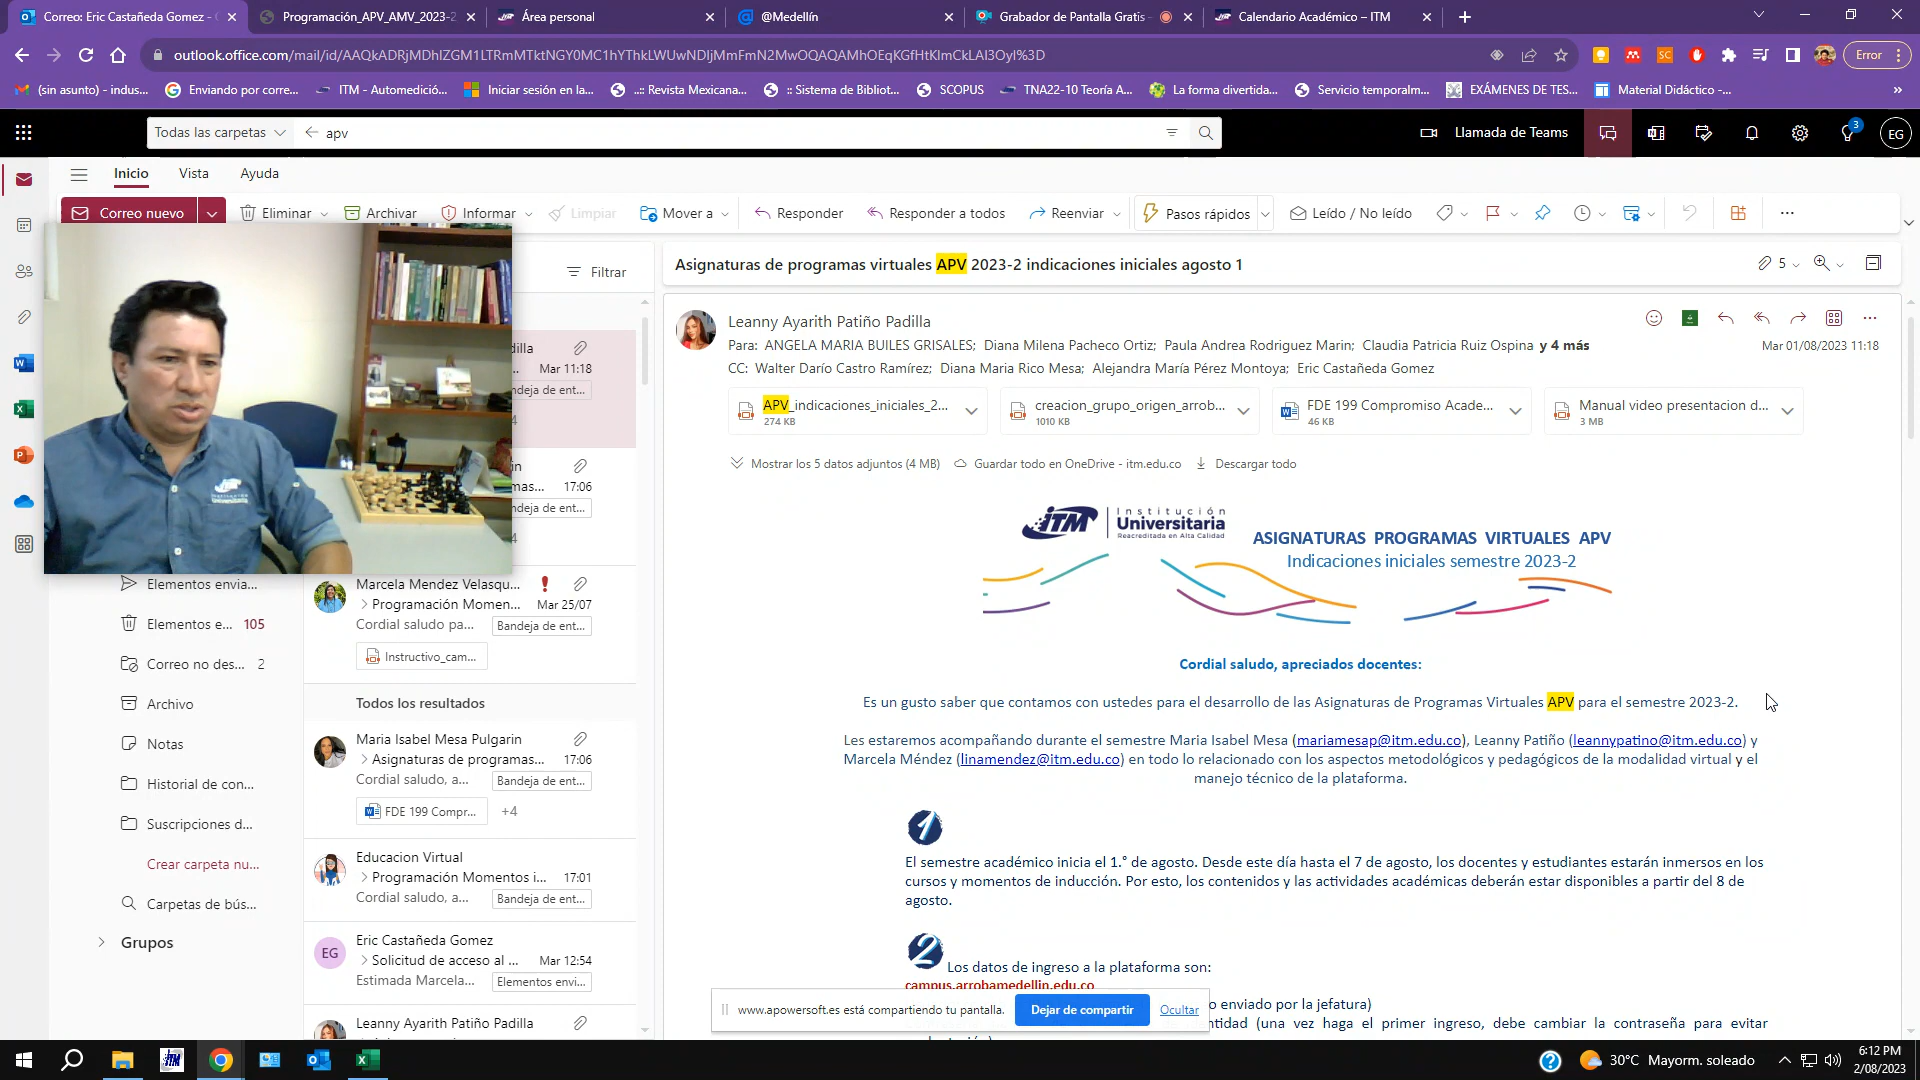 Correo: Eric Castañeda Gomez - 
Programación_APV_AMV_2023-2
Área personal
@Medellín
Grabador de Pantalla Gratis
Calendario Académico – ITM
outlook.office.com/mail/id/AAQkADRjMDhlZGM1LTRmMTktNGY0MC1hYThkLWUwNDljMmFmN2MwOQAQAMhOEqKGfHtKlmCkLAI3OyI%3D
Error
(sin asunto) - indus...
Enviando por corre...
ITM - Automedició...
Iniciar sesión en la...
..:: Revista Mexicana...
:: Sistema de Bibliot...
SCOPUS
TNA22-10 Teoría A...
La forma divertida...
Servicio temporalm...
EXÁMENES DE TES...
Material Didáctico -...
Todas las carpetas
apv
Llamada de Teams
3
EG
Inicio
Vista
Ayuda
Correo nuevo
Eliminar
Archivar
Informar
Limpiar
Mover a
Responder
Responder a todos
Reenviar
Pasos rápidos
Leído / No leído
Filtrar
Asignaturas de programas virtuales APV 2023-2 indicaciones iniciales agosto 1
5
Leanny Ayarith Patiño Padilla
Para: ANGELA MARIA BUILES GRISALES; Diana Milena Pacheco Ortiz; Paula Andrea Rodriguez Marin; Claudia Patricia Ruiz Ospina y 4 más
Mar 01/08/2023 11:18
CC: Walter Darío Castro Ramírez; Diana Maria Rico Mesa; Alejandra María Pérez Montoya; Eric Castañeda Gomez
APV_indicaciones_iniciales_2...
274 KB
creacion_grupo_origen_arrob...
1010 KB
FDE 199 Compromiso Acade...
46 KB
Manual video presentacion d...
3 MB
Mostrar los 5 datos adjuntos (4 MB)
Guardar todo en OneDrive - itm.edu.co
Descargar todo
iTM
Institución
Universitaria
Reacreditada en Alta Calidad
ASIGNATURAS PROGRAMAS VIRTUALES APV
Indicaciones iniciales semestre 2023-2
Cordial saludo, apreciados docentes:
Es un gusto saber que contamos con ustedes para el desarrollo de las Asignaturas de Programas Virtuales APV para el semestre 2023-2.
Les estaremos acompañando durante el semestre Maria Isabel Mesa (mariamesap@itm.edu.co), Leanny Patiño (leannypatino@itm.edu.co) y
Marcela Méndez (linamendez@itm.edu.co) en todo lo relacionado con los aspectos metodológicos y pedagógicos de la modalidad virtual y el
manejo técnico de la plataforma.
1
El semestre académico inicia el 1.° de agosto. Desde este día hasta el 7 de agosto, los docentes y estudiantes estarán inmersos en los
cursos y momentos de inducción. Por esto, los contenidos y las actividades académicas deberán estar disponibles a partir del 8 de
agosto.
2
Los datos de ingreso a la plataforma son:
campus.arrobamedellin.edu.co
o enviado por la jefatura)
ntidad (una vez haga el primer ingreso, debe cambiar la contraseña para evitar
www.apowersoft.es está compartiendo tu pantalla.
Dejar de compartir
Ocultar
dilla
Mar 11:18
deja de ent...
in
mas...
17:06
deja de ent...
Marcela Mendez Velasqu...
Programación Momen...
Mar 25/07
Cordial saludo pa...
Bandeja de ent...
Instructivo_cam...
Todos los resultados
Maria Isabel Mesa Pulgarin
Asignaturas de programas...
17:06
Cordial saludo, a...
Bandeja de ent...
FDE 199 Compr...
+4
Educacion Virtual
Programación Momentos i...
17:01
Cordial saludo, a...
Bandeja de ent...
EG
Eric Castañeda Gomez
Solicitud de acceso al ...
Mar 12:54
Estimada Marcela...
Elementos envi...
Leanny Ayarith Patiño Padilla
Elementos envia...
Elementos e...
105
Correo no des...
2
Archivo
Notas
Historial de con...
Suscripciones d...
Crear carpeta nu...
Carpetas de bús...
Grupos
30°C Mayorm. soleado
6:12 PM
2/08/2023